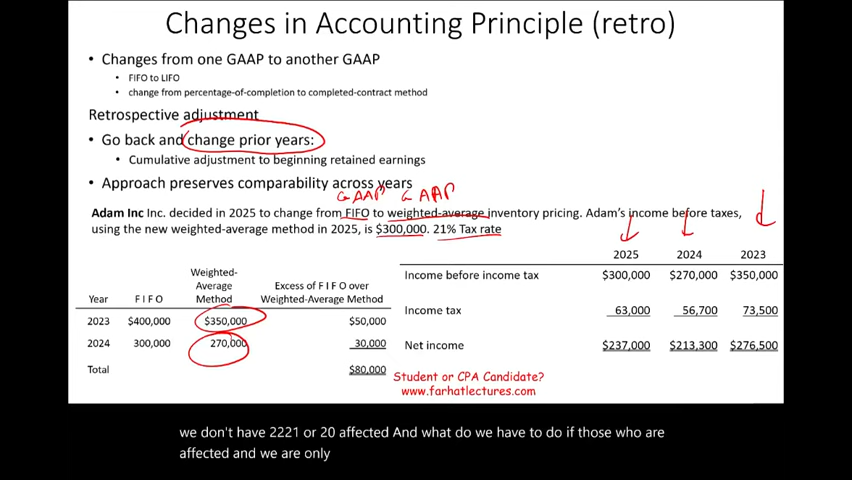 Changes in Accounting Principle (retro)
• Changes from one GAAP to another GAAP
• FIFO to LIFO
• change from percentage-of-completion to completed-contract method
Retrospective adjustment
• Go back and change prior years:
• Cumulative adjustment to beginning retained earnings
• Approach preserves comparability across years
GAAP GAAP
Adam Inc Inc. decided in 2025 to change from FIFO to weighted-average inventory pricing. Adam's income before taxes,
using the new weighted-average method in 2025, is $300,000. 21% Tax rate
Year F I F O Weighted-Average Method Excess of F I F O over Weighted-Average Method
2023 $400,000 $350,000 $50,000
2024 300,000 270,000 30,000
Total $80,000
2025 2024 2023
Income before income tax $300,000 $270,000 $350,000
Income tax 63,000 56,700 73,500
Net income $237,000 $213,300 $276,500
Student or CPA Candidate?
www.farhatlectures.com
we don't have 2221 or 20 affected And what do we have to do if those who are
affected and we are only